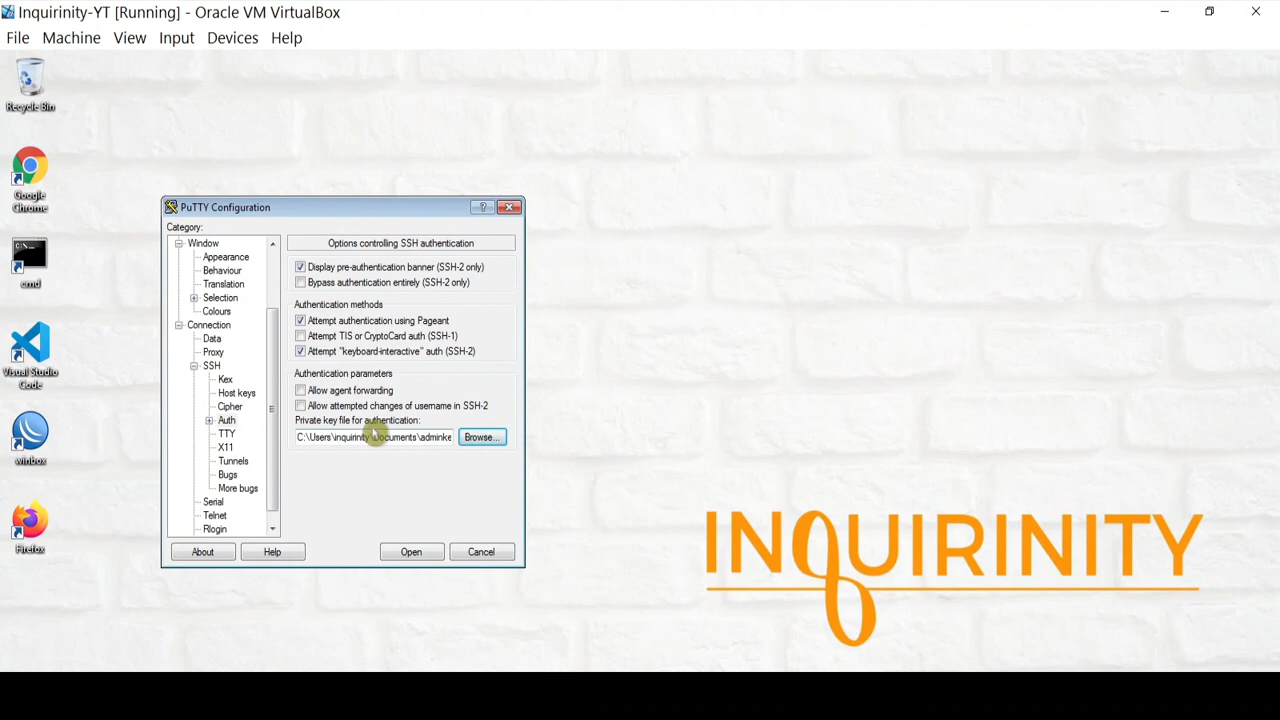 Inquirinity-YT [Running] - Oracle VM VirtualBox
File Machine View Input Devices Help
Recycle Bin
Google
Chrome
cmd
Visual Studio
Code
winbox
Firefox
PuTTY Configuration
Category:
Window
Appearance
Behaviour
Translation
Selection
Colours
Connection
Data
Proxy
SSH
Kex
Host keys
Cipher
Auth
TTY
X11
Tunnels
Bugs
More bugs
Serial
Telnet
Rlogin
Options controlling SSH authentication
Display pre-authentication banner (SSH-2 only)
Bypass authentication entirely (SSH-2 only)
Authentication methods
Attempt authentication using Pageant
Attempt TIS or CryptoCard auth (SSH-1)
Attempt "keyboard-interactive" auth (SSH-2)
Authentication parameters
Allow agent forwarding
Allow attempted changes of username in SSH-2
Private key file for authentication:
C:\Users\inquirinity\Documents\adminke
Browse...
About
Help
Open
Cancel
INQUIRINITY